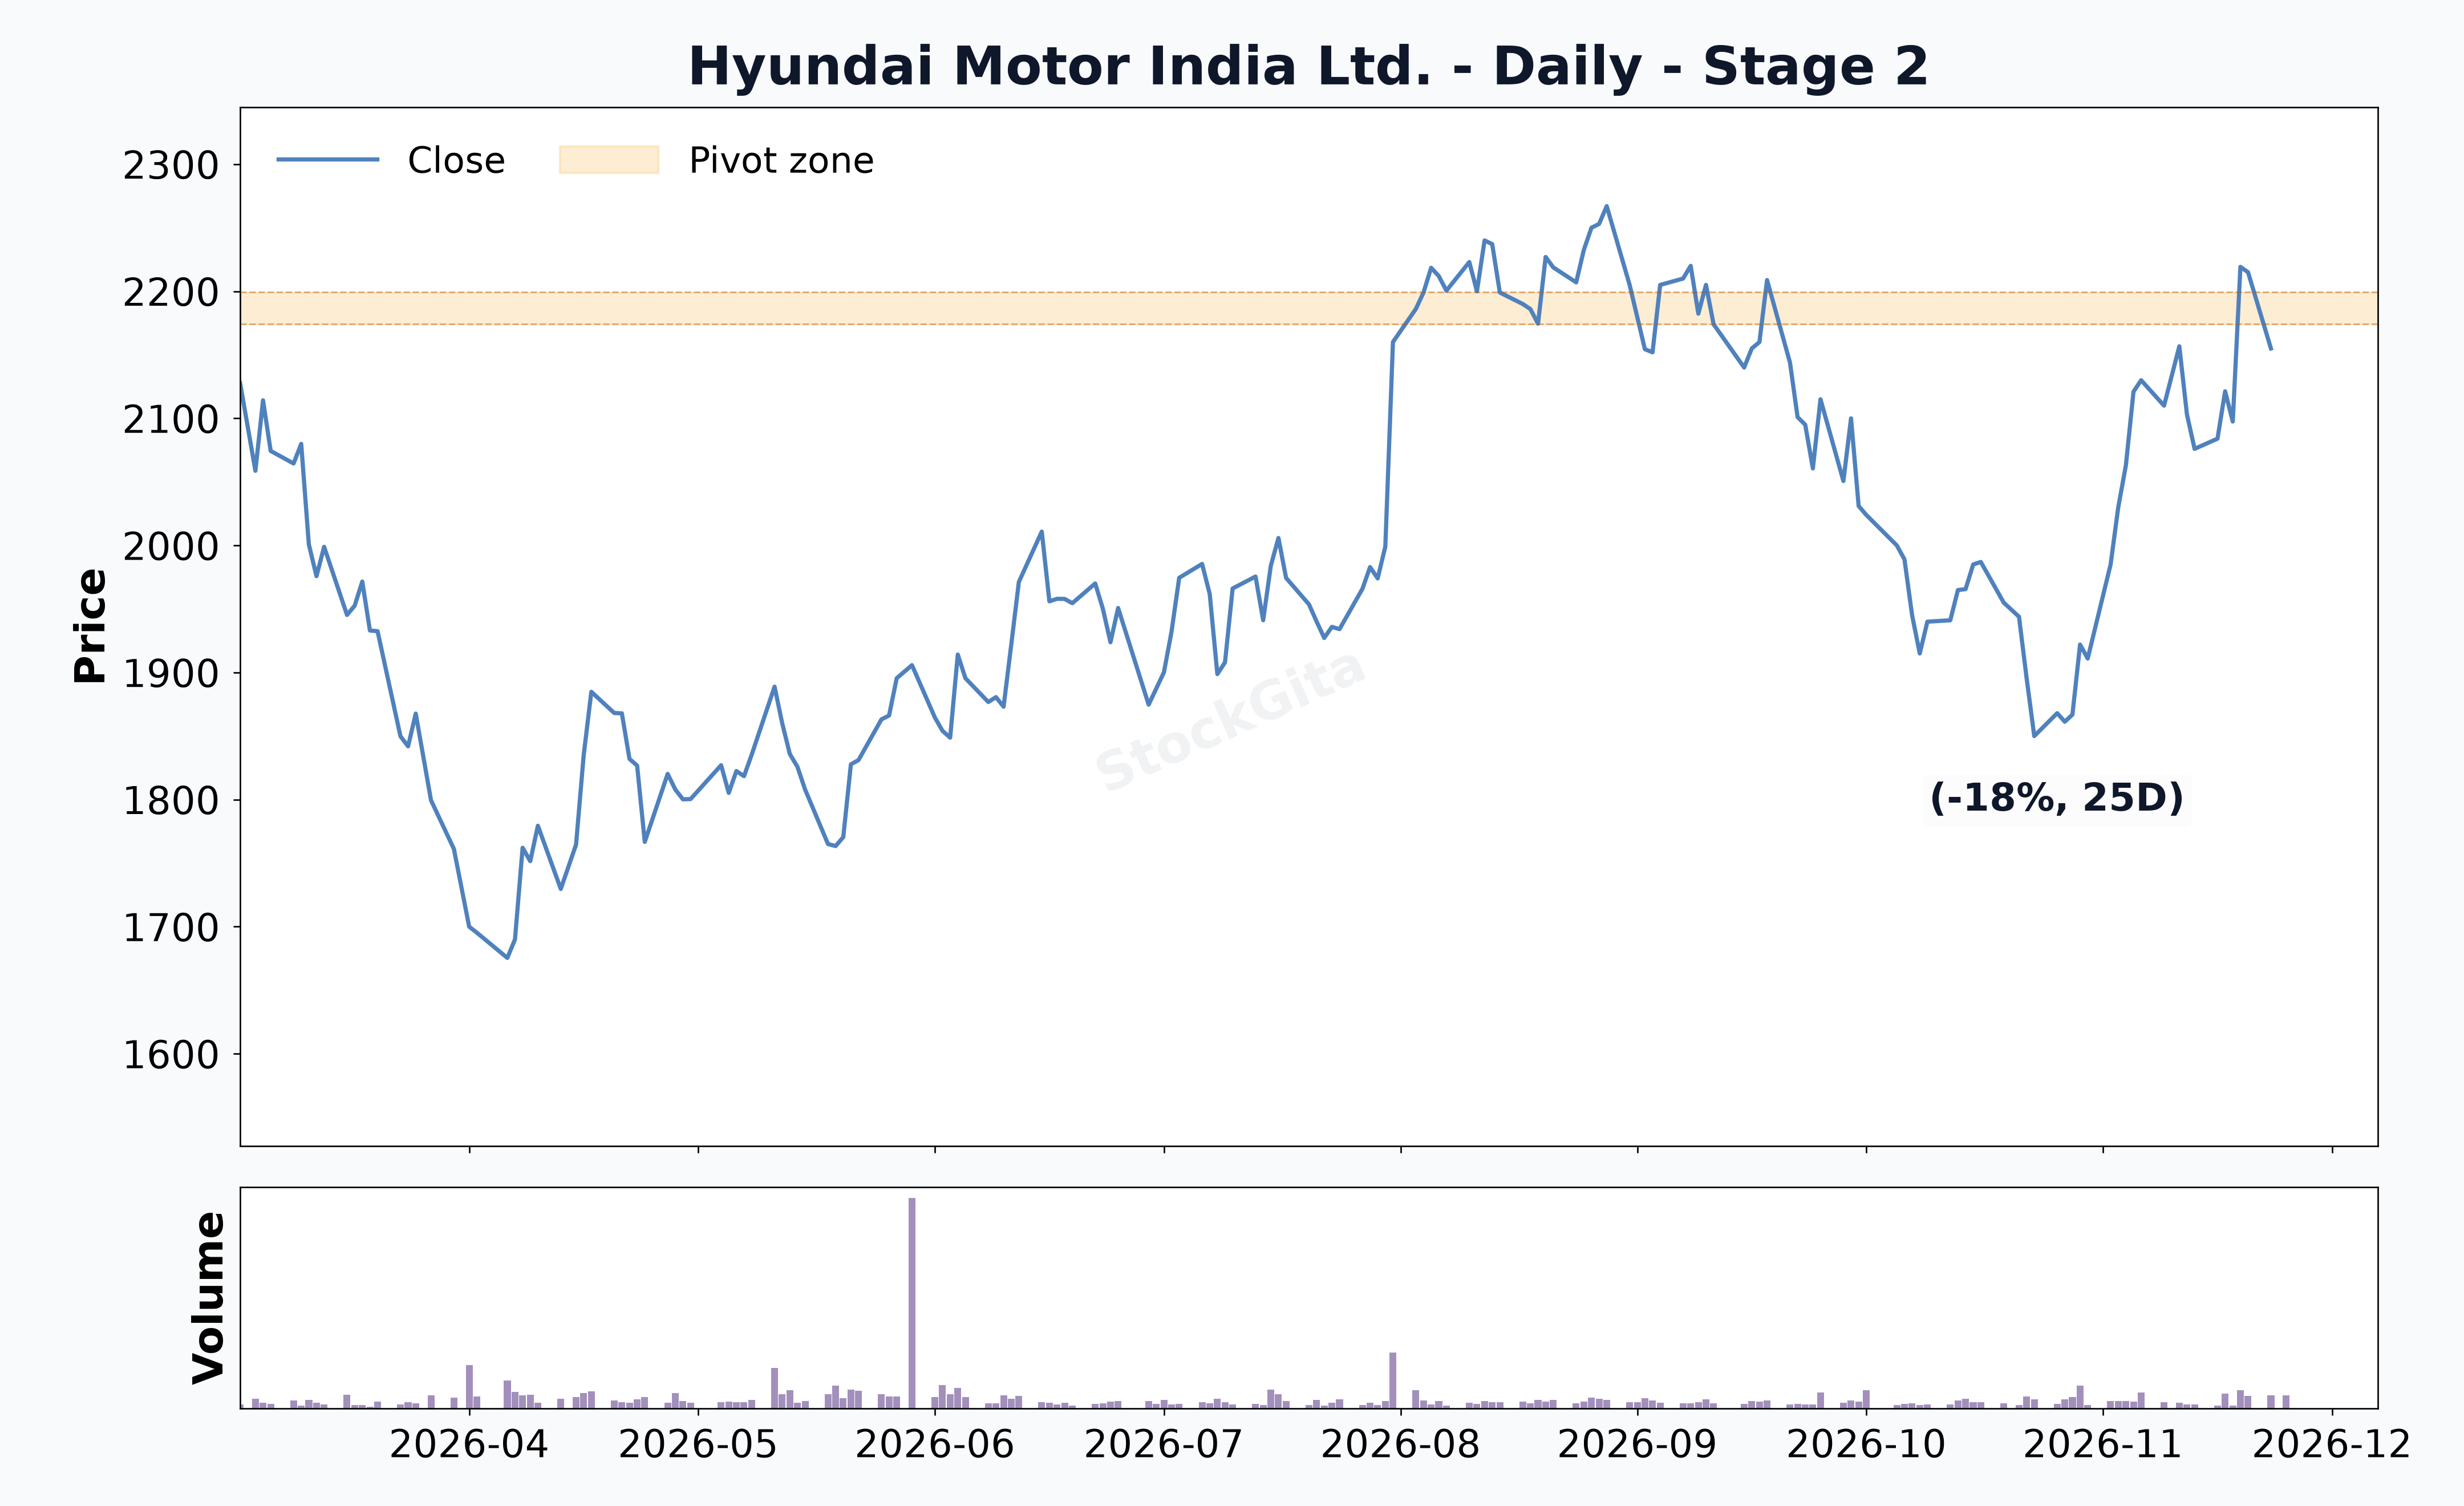 Hyundai Motor India Ltd. - Daily - Stage 2
Close
Pivot zone
2300
2200
2100
2000
1900
1800
1700
1600
Price
StockGita
(-18%, 25D)
Volume
2026-04
2026-05
2026-06
2026-07
2026-08
2026-09
2026-10
2026-11
2026-12